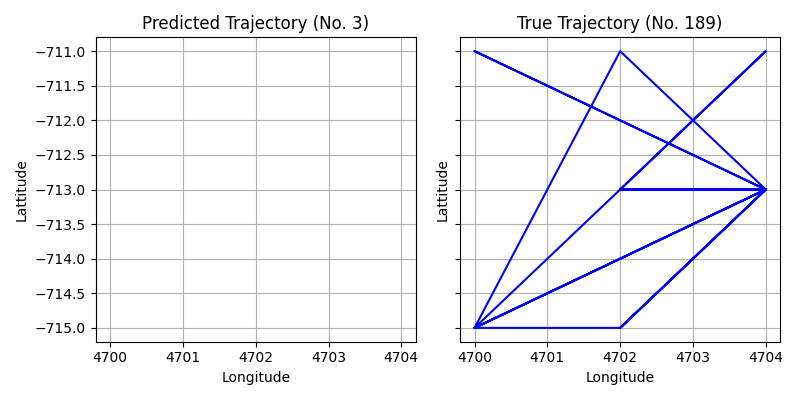 Predicted Trajectory (No. 3)
True Trajectory (No. 189)
−711.0
−711.5
−712.0
−712.5
−713.0
−713.5
−714.0
−714.5
−715.0
Lattitude
Lattitude
4700 4701 4702 4703 4704
4700 4701 4702 4703 4704
Longitude
Longitude